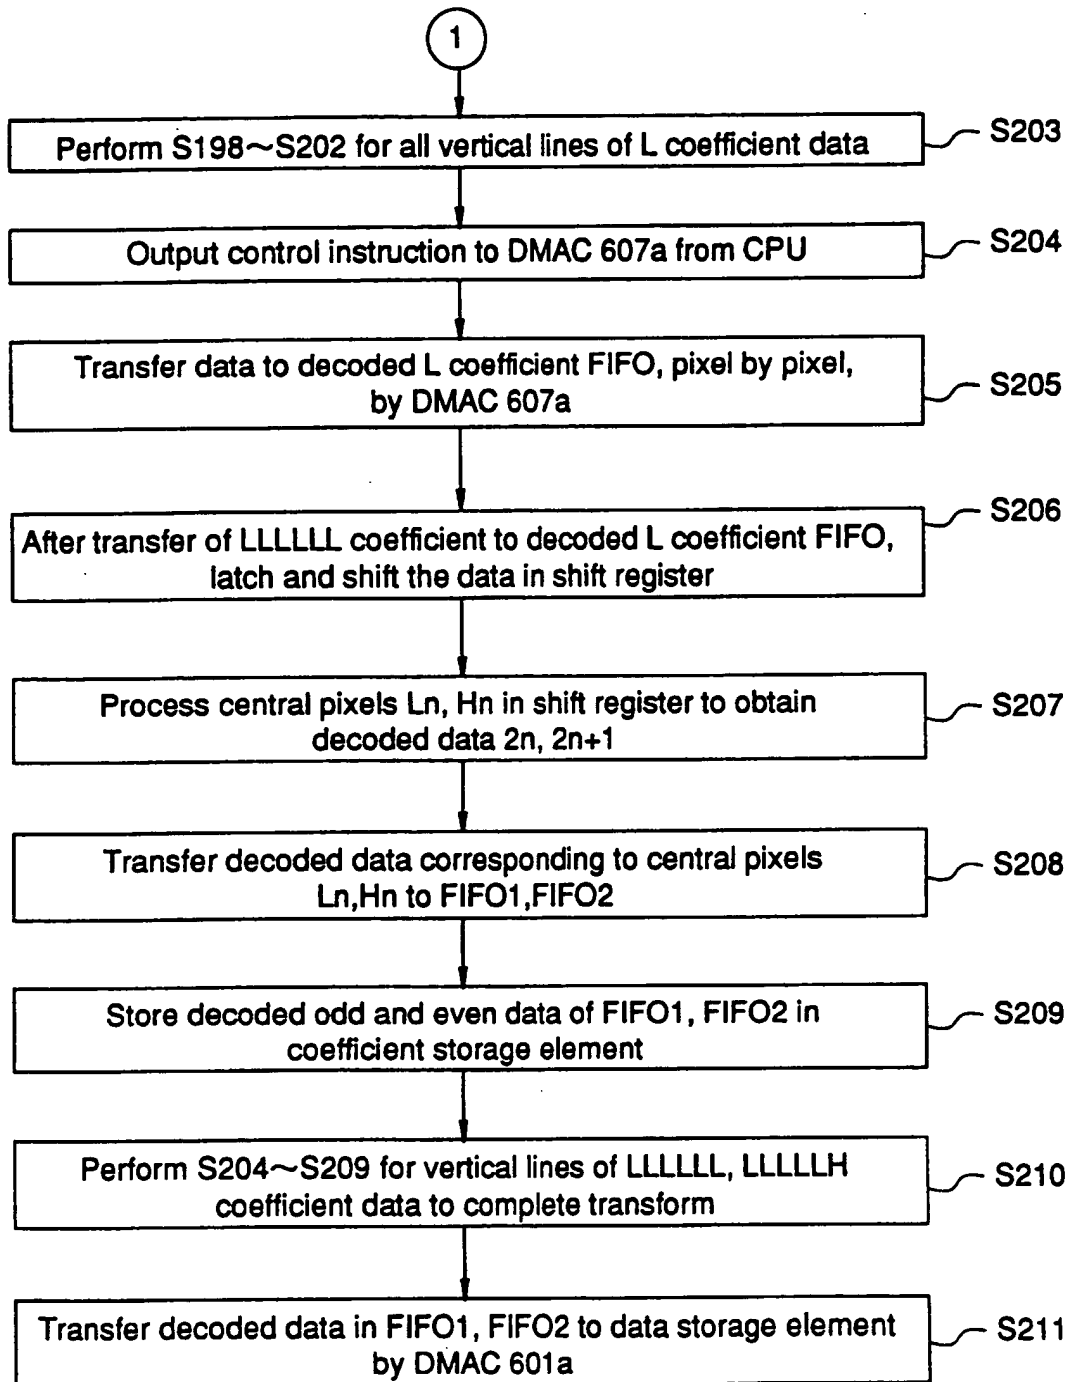 1
Perform S198~S202 for all vertical lines of L coefficient data
S203
Output control instruction to DMAC 607a from CPU
S204
Transfer data to decoded L coefficient FIFO, pixel by pixel,
by DMAC 607a
S205
After transfer of LLLLLL coefficient to decoded L coefficient FIFO,
latch and shift the data in shift register
S206
Process central pixels Ln, Hn in shift register to obtain
decoded data 2n, 2n+1
S207
Transfer decoded data corresponding to central pixels
Ln,Hn to FIFO1,FIFO2
S208
Store decoded odd and even data of FIFO1, FIFO2 in
coefficient storage element
S209
Perform S204~S209 for vertical lines of LLLLLL, LLLLLH
coefficient data to complete transform
S210
Transfer decoded data in FIFO1, FIFO2 to data storage element
by DMAC 601a
S211